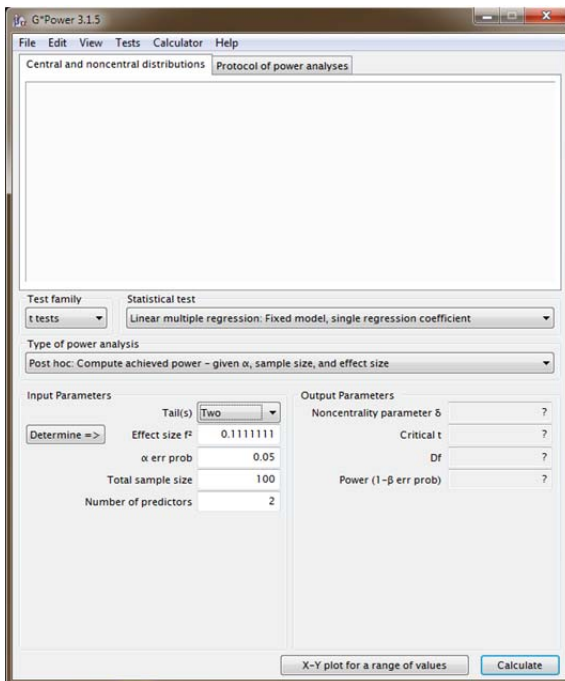 G*Power 3.1.5
File Edit View Tests Calculator Help
Central and noncentral distributions Protocol of power analyses
Test family Statistical test
t tests Linear multiple regression: Fixed model, single regression coefficient
Type of power analysis
Post hoc: Compute achieved power – given α, sample size, and effect size
Input Parameters Output Parameters
Tail(s) Two Noncentrality parameter δ ?
Determine => Effect size f² 0.1111111 Critical t ?
α err prob 0.05 Df ?
Total sample size 100 Power (1-β err prob) ?
Number of predictors 2
X-Y plot for a range of values Calculate